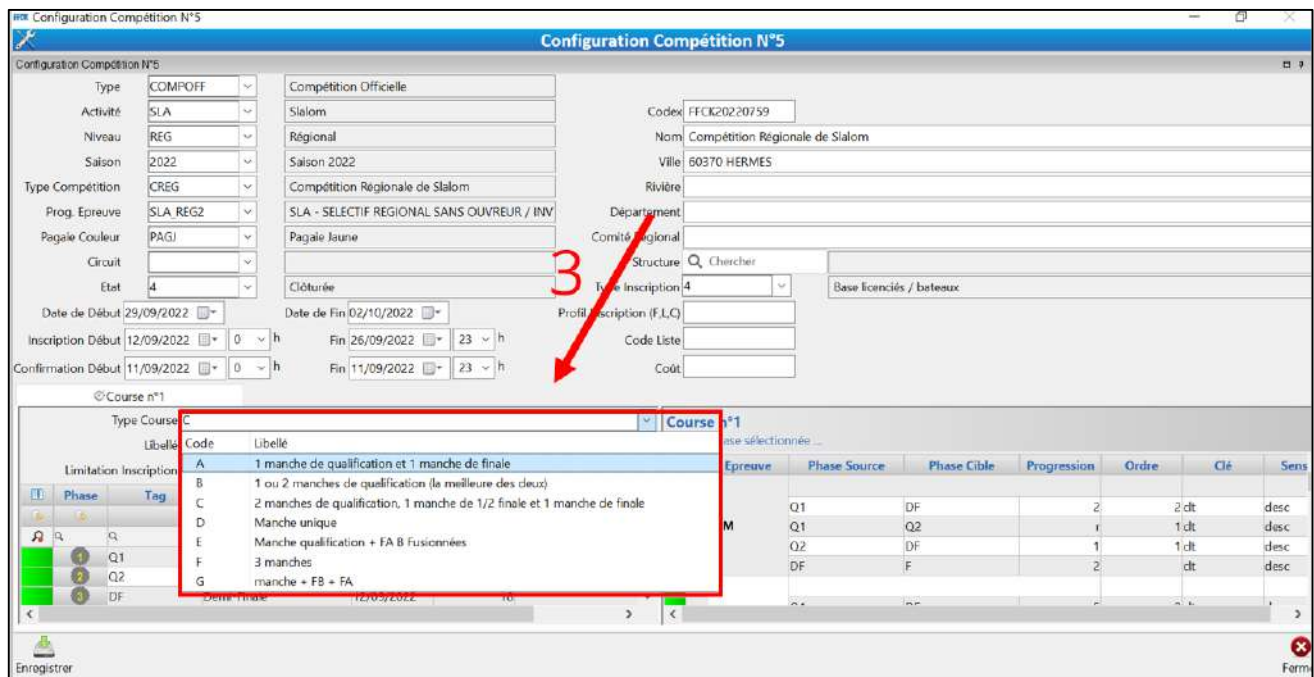 Configuration Compétition N°5
Configuration Compétition N°5
Configuration Compétition N°5
Type COMPOFF Compétition Officielle
Activité SLA Slalom Codex FFCK20220759
Niveau REG Régional Nom Compétition Régionale de Slalom
Saison 2022 Saison 2022 Ville 60370 HERMES
Type Compétition CREG Compétition Régionale de Slalom Rivière
Prog. Epreuve SLA_REG2 SLA - SELECTIF REGIONAL SANS OUVREUR / INV Département
Pagaie Couleur PAGJ Pagaie Jaune Comité Régional
Circuit Structure Chercher
3
Etat 4 Clôturée Type Inscription 4 Base licenciés / bateaux
Date de Début 29/09/2022 Date de Fin 02/10/2022 Profil Inscription (F,L,C)
Inscription Début 12/09/2022 0 h Fin 26/09/2022 23 h Code Liste
Confirmation Début 11/09/2022 0 h Fin 11/09/2022 23 h Coût
Course n°1
Type Course C Course n°1
Libellé Code Libellé sélectionnée ...
Limitation Inscription A 1 manche de qualification et 1 manche de finale
B 1 ou 2 manches de qualification (la meilleure des deux)
C 2 manches de qualification, 1 manche de 1/2 finale et 1 manche de finale
D Manche unique
E Manche qualification + FA B Fusionnées
F 3 manches
G manche + FB + FA
Phase Tag
1 Q1
2 Q2
3 DF Demi-Finale
Epreuve Phase Source Phase Cible Progression Ordre Clé Sens
Q1 DF 2 2 clt desc
M Q1 Q2 r 1 clt desc
Q2 DF 1 1 clt desc
DF F 2 clt desc
Enregistrer Ferm